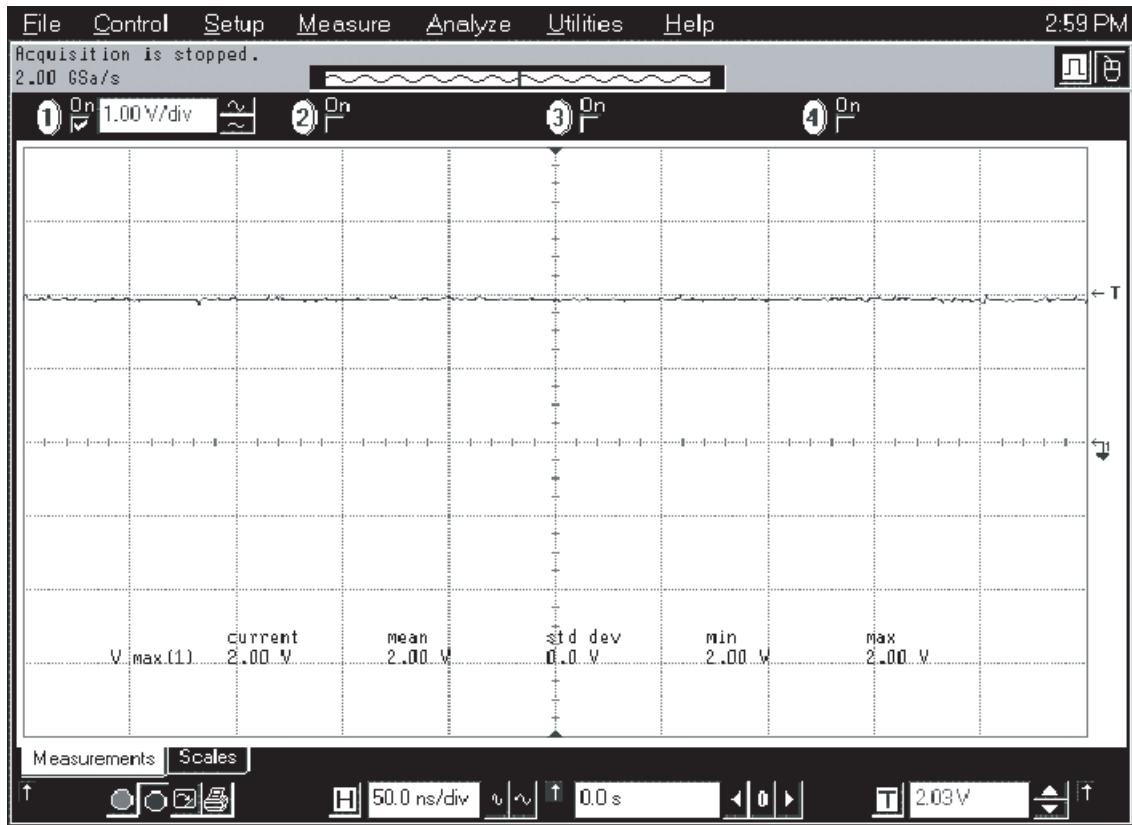 File Control Setup Measure Analyze Utilities Help 2:59 PM
Acquisition is stopped.
2.00 GSa/s
1 On 1.00 V/div 2 On 3 On 4 On
T
1
current mean std dev min max
V max(1) 2.00 V 2.00 V 0.0 V 2.00 V 2.00 V
Measurements Scales
H 50.0 ns/div 0.0 s 0 T 2.03 V